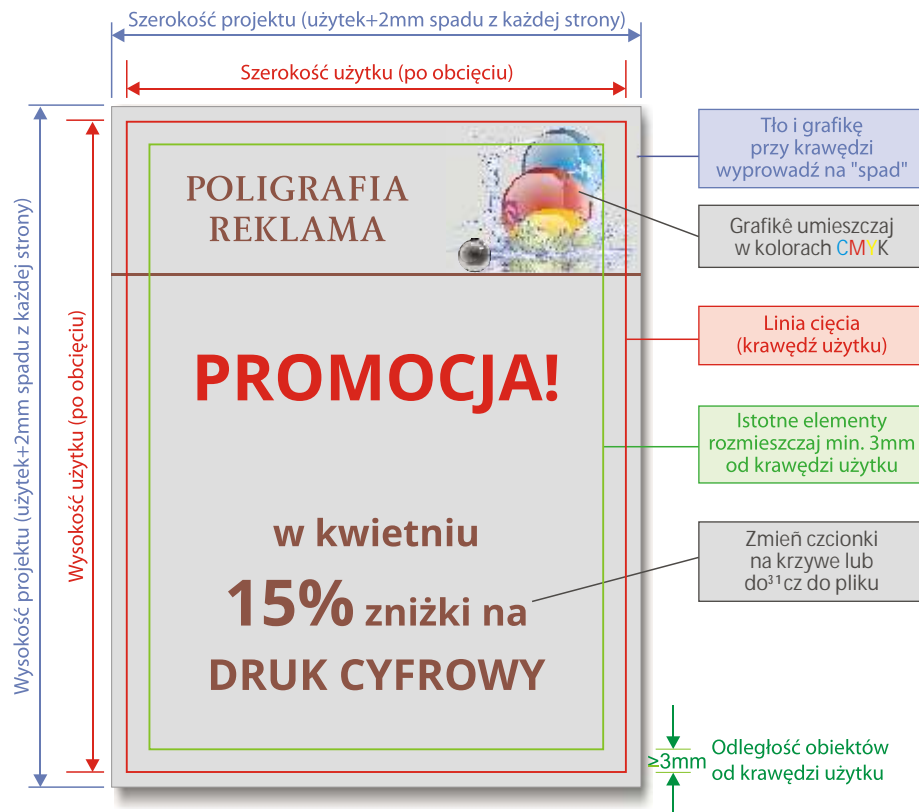 Szerokość projektu (użytek+2mm spadu z każdej strony)
Szerokość użytku (po obcięciu)
Wysokość projektu (użytek+2mm spadu z każdej strony)
Wysokość użytku (po obcięciu)
POLIGRAFIA
REKLAMA
PROMOCJA!
w kwietniu
15% zniżki na
DRUK CYFROWY
Tło i grafikę
przy krawędzi
wyprowadź na "spad"
Grafikê umieszczaj
w kolorach CMYK
Linia cięcia
(krawędź użytku)
Istotne elementy
rozmieszczaj min. 3mm
od krawędzi użytku
Zmieñ czcionki
na krzywe lub
do³¹cz do pliku
≥3mm
Odległość obiektów
od krawędzi użytku